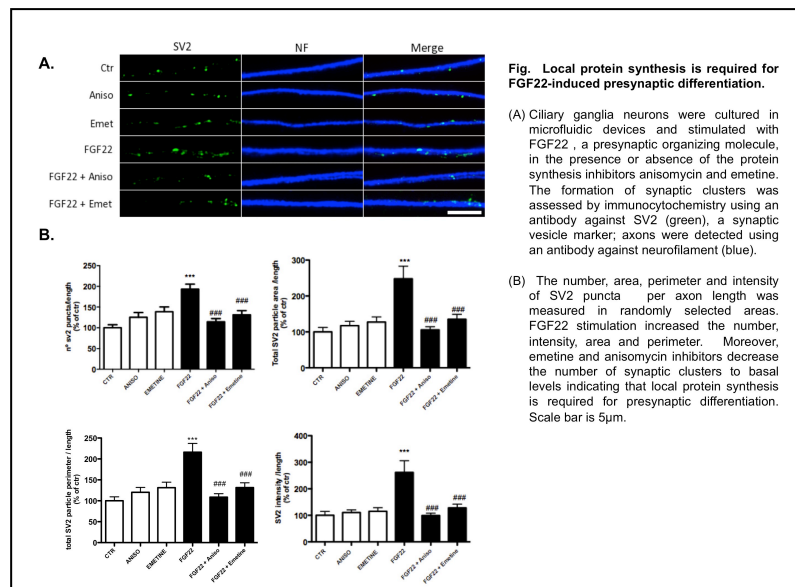 A.
SV2 NF Merge
Ctr
Aniso
Emet
FGF22
FGF22 + Aniso
FGF22 + Emet
B.
nº sv2 puncta/length
(% of ctr)
250
200
150
100
50
0
***
###
###
CTR
ANISO
EMETINE
FGF22
FGF22 + Aniso
FGF22 + Emetine
Total SV2 particle area /length
(% of ctr)
300
200
100
0
***
###
###
CTR
ANISO
EMETINE
FGF22
FGF22 + Aniso
FGF22 + Emetine
total SV2 particle perimeter / length
(% of ctr)
250
200
150
100
50
0
***
###
###
CTR
ANISO
EMETINE
FGF22
FGF22 + Aniso
FGF22 + Emetine
SV2 intensity /length
(% of ctr)
400
300
200
100
0
***
###
###
CTR
ANISO
EMETINE
FGF22
FGF22 + Aniso
FGF22 + Emetine
Fig. Local protein synthesis is required for
FGF22-induced presynaptic differentiation.
(A) Ciliary ganglia neurons were cultured in
microfluidic devices and stimulated with
FGF22 , a presynaptic organizing molecule,
in the presence or absence of the protein
synthesis inhibitors anisomycin and emetine.
The formation of synaptic clusters was
assessed by immunocytochemistry using an
antibody against SV2 (green), a synaptic
vesicle marker; axons were detected using
an antibody against neurofilament (blue).
(B) The number, area, perimeter and intensity
of SV2 puncta per axon length was
measured in randomly selected areas.
FGF22 stimulation increased the number,
intensity, area and perimeter. Moreover,
emetine and anisomycin inhibitors decrease
the number of synaptic clusters to basal
levels indicating that local protein synthesis
is required for presynaptic differentiation.
Scale bar is 5µm.